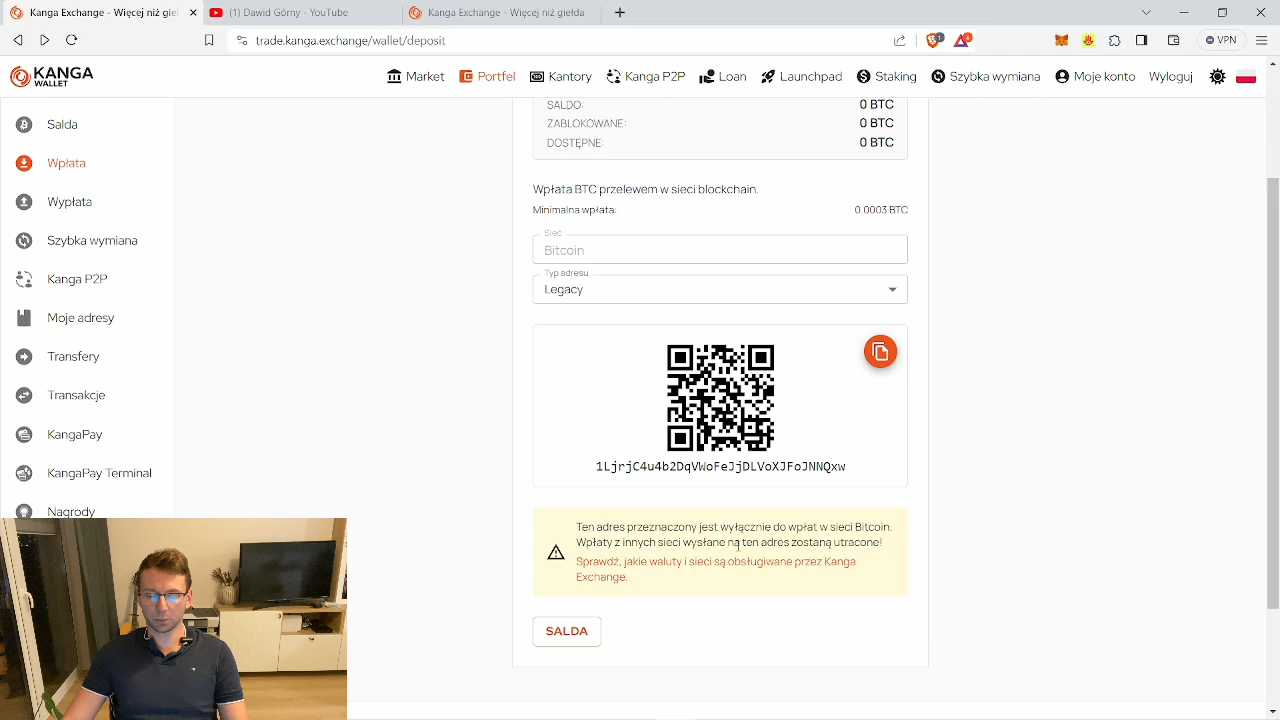 Kanga Exchange - Więcej niż gieł
(1) Dawid Górny - YouTube
Kanga Exchange - Więcej niż giełda
trade.kanga.exchange/wallet/deposit
1
4
VPN
KANGA
WALLET
Market
Portfel
Kantory
Kanga P2P
Loan
Launchpad
Staking
Szybka wymiana
Moje konto
Wyloguj
Salda
Wpłata
Wypłata
Szybka wymiana
Kanga P2P
Moje adresy
Transfery
Transakcje
KangaPay
KangaPay Terminal
Nagrody
SALDO: 0 BTC
ZABLOKOWANE: 0 BTC
DOSTĘPNE: 0 BTC
Wpłata BTC przelewem w sieci blockchain.
Minimalna wpłata: 0.0003 BTC
Sieć
Bitcoin
Typ adresu
Legacy
1LjrjC4u4b2DqVWoFeJjDLVoXJFoJNNQxw
Ten adres przeznaczony jest wyłącznie do wpłat w sieci Bitcoin.
Wpłaty z innych sieci wysłane na ten adres zostaną utracone!
Sprawdź, jakie waluty i sieci są obsługiwane przez Kanga
Exchange.
SALDA